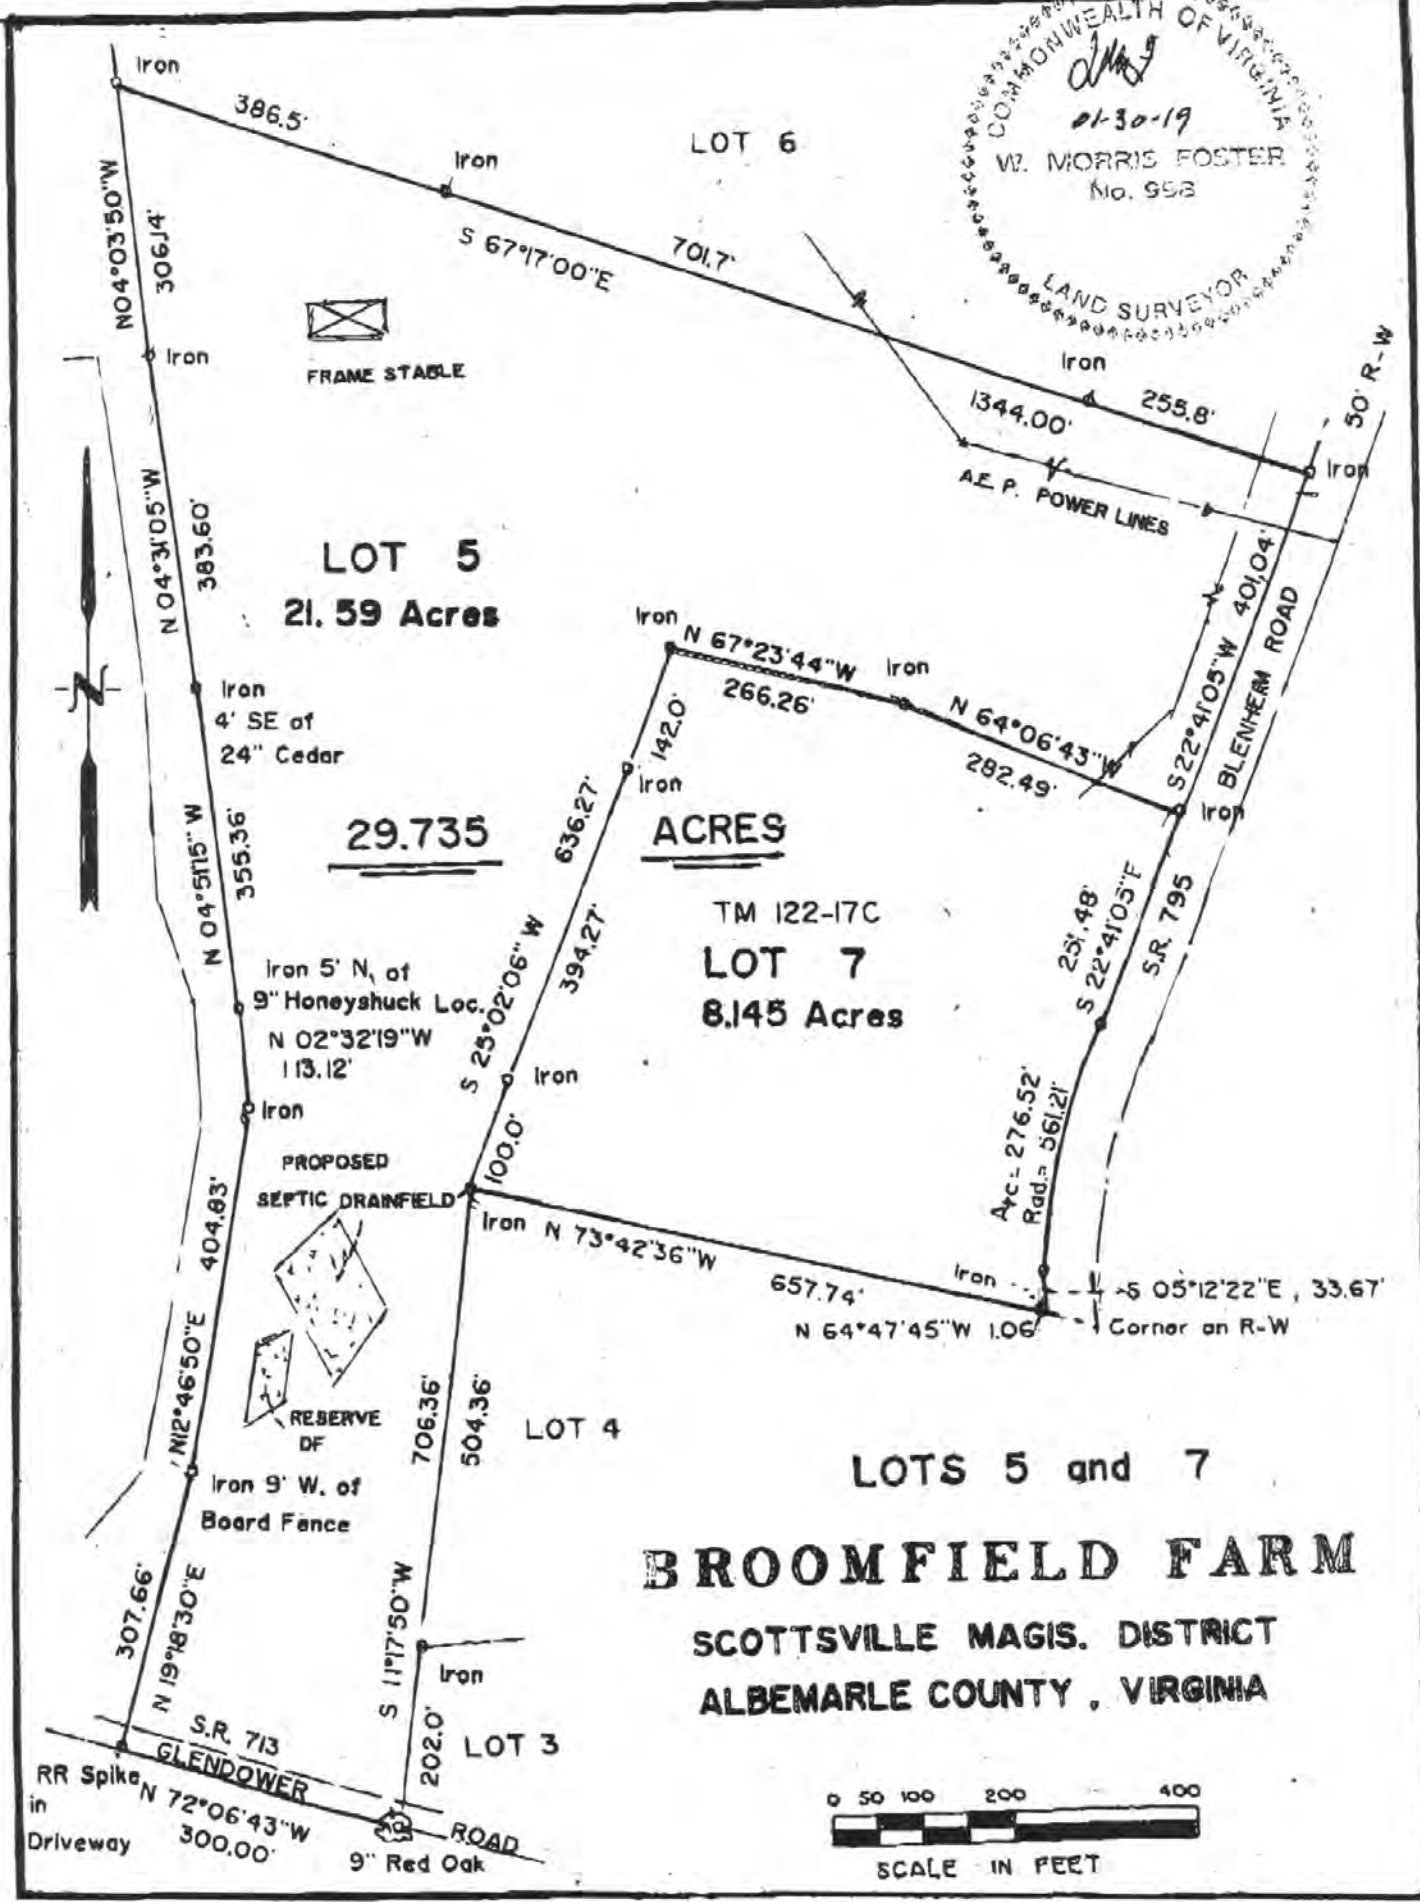 COMMONWEALTH OF VIRGINIA
01-30-19
W. MORRIS FOSTER
No. 998
LAND SURVEYOR
Iron
386.5'
Iron
LOT 6
N04°03'50"W
306.14'
S 67°17'00"E
701.7'
Iron
FRAME STABLE
Iron
1344.00'
255.8'
50' R-W
Iron
A.E.P. POWER LINES
N 04°31'05"W
383.60'
LOT 5
21.59 Acres
S 22°41'05"W 401.04'
BLENHEIM ROAD
Iron
N 67°23'44"W
266.26'
Iron
N 64°06'43"W
282.49'
Iron
Iron
4' SE of
24" Cedar
142.0'
Iron
636.27'
29.735 ACRES
N 04°51'15" W
355.36'
TM 122-17C
LOT 7
8.145 Acres
S 25°02'06" W
394.27'
251.48'
S 22°41'05"E
S.R. 795
Iron 5' N. of
9" Honeyshuck Loc.
N 02°32'19"W
113.12'
Iron
Iron
100.0'
Arc = 276.52'
Rad. = 561.21'
PROPOSED
SEPTIC DRAINFIELD
Iron
N 73°42'36"W
657.74'
Iron
S 05°12'22"E, 33.67'
N 64°47'45"W 1.06'
Corner on R-W
404.83'
N12°46'50"E
RESERVE
DF
706.36'
504.36'
LOT 4
Iron 9' W. of
Board Fence
LOTS 5 and 7
BROOMFIELD FARM
SCOTTSVILLE MAGIS. DISTRICT
ALBEMARLE COUNTY, VIRGINIA
307.66'
N 19°18'30"E
S 11°17'50"W
Iron
202.0'
LOT 3
S.R. 713
GLENDOWER
ROAD
RR Spike
in
Driveway
N 72°06'43"W
300.00'
9" Red Oak
0 50 100 200 400
SCALE IN FEET